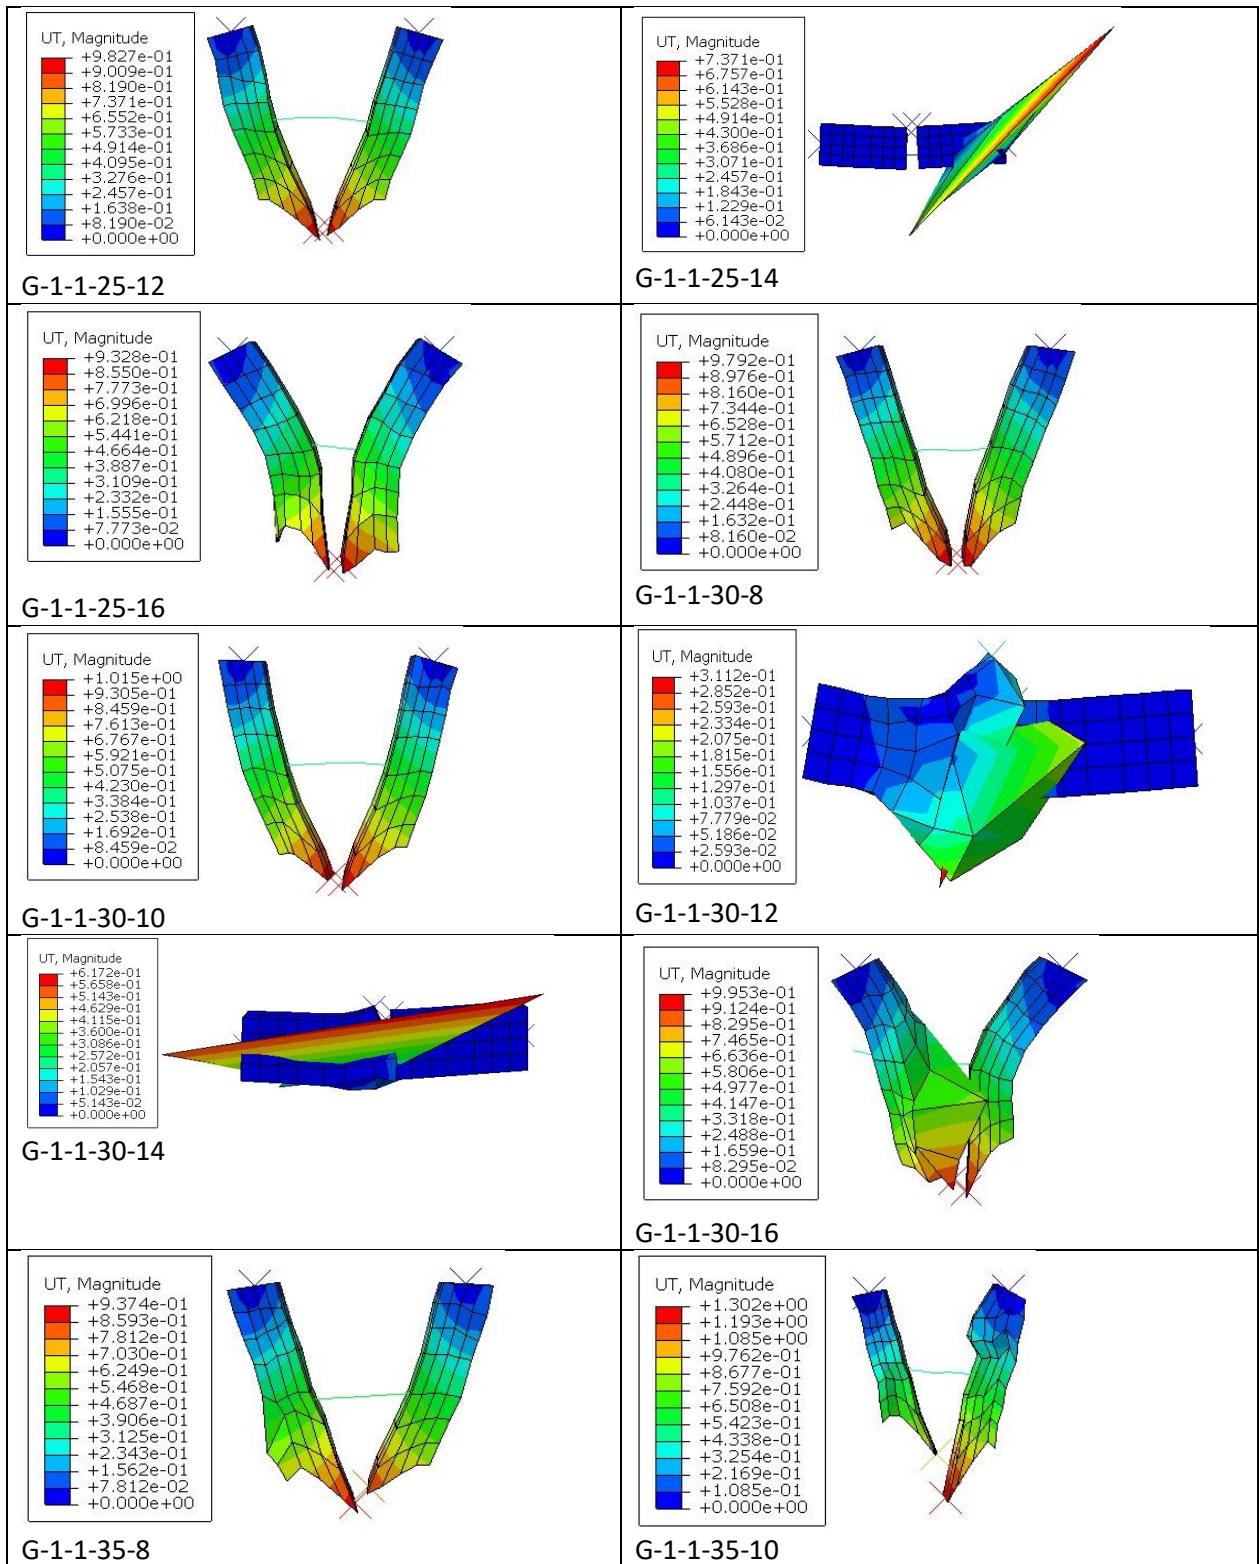 UT, Magnitude
+9.827e-01
+9.009e-01
+8.190e-01
+7.371e-01
+6.552e-01
+5.733e-01
+4.914e-01
+4.095e-01
+3.276e-01
+2.457e-01
+1.638e-01
+8.190e-02
+0.000e+00
G-1-1-25-12
UT, Magnitude
+7.371e-01
+6.757e-01
+6.143e-01
+5.528e-01
+4.914e-01
+4.300e-01
+3.686e-01
+3.071e-01
+2.457e-01
+1.843e-01
+1.229e-01
+6.143e-02
+0.000e+00
G-1-1-25-14
UT, Magnitude
+9.328e-01
+8.550e-01
+7.773e-01
+6.996e-01
+6.218e-01
+5.441e-01
+4.664e-01
+3.887e-01
+3.109e-01
+2.332e-01
+1.555e-01
+7.773e-02
+0.000e+00
G-1-1-25-16
UT, Magnitude
+9.792e-01
+8.976e-01
+8.160e-01
+7.344e-01
+6.528e-01
+5.712e-01
+4.896e-01
+4.080e-01
+3.264e-01
+2.448e-01
+1.632e-01
+8.160e-02
+0.000e+00
G-1-1-30-8
UT, Magnitude
+1.015e+00
+9.305e-01
+8.459e-01
+7.613e-01
+6.767e-01
+5.921e-01
+5.075e-01
+4.230e-01
+3.384e-01
+2.538e-01
+1.692e-01
+8.459e-02
+0.000e+00
G-1-1-30-10
UT, Magnitude
+3.112e-01
+2.852e-01
+2.593e-01
+2.334e-01
+2.075e-01
+1.815e-01
+1.556e-01
+1.297e-01
+1.037e-01
+7.779e-02
+5.186e-02
+2.593e-02
+0.000e+00
G-1-1-30-12
UT, Magnitude
+6.172e-01
+5.658e-01
+5.143e-01
+4.629e-01
+4.115e-01
+3.600e-01
+3.086e-01
+2.572e-01
+2.057e-01
+1.543e-01
+1.029e-01
+5.143e-02
+0.000e+00
G-1-1-30-14
UT, Magnitude
+9.953e-01
+9.124e-01
+8.295e-01
+7.465e-01
+6.636e-01
+5.806e-01
+4.977e-01
+4.147e-01
+3.318e-01
+2.488e-01
+1.659e-01
+8.295e-02
+0.000e+00
G-1-1-30-16
UT, Magnitude
+9.374e-01
+8.593e-01
+7.812e-01
+7.030e-01
+6.249e-01
+5.468e-01
+4.687e-01
+3.906e-01
+3.125e-01
+2.343e-01
+1.562e-01
+7.812e-02
+0.000e+00
G-1-1-35-8
UT, Magnitude
+1.302e+00
+1.193e+00
+1.085e+00
+9.762e-01
+8.677e-01
+7.592e-01
+6.508e-01
+5.423e-01
+4.338e-01
+3.254e-01
+2.169e-01
+1.085e-01
+0.000e+00
G-1-1-35-10